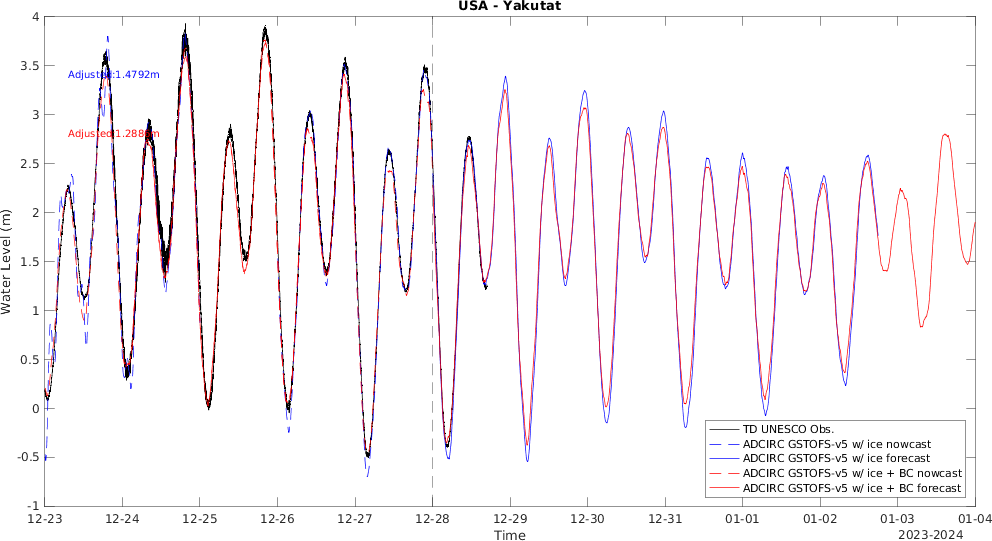 USA - Yakutat
4
3.5
3
2.5
2
1.5
1
0.5
0
-0.5
-1
Water Level (m)
Adjusted:1.4792m
TD UNESCO Obs.
ADCIRC GSTOFS-v5 w/ ice nowcast
ADCIRC GSTOFS-v5 w/ ice forecast
ADCIRC GSTOFS-v5 w/ ice + BC nowcast
ADCIRC GSTOFS-v5 w/ ice + BC forecast
12-23 12-24 12-25 12-26 12-27 12-28 12-29 12-30 12-31 01-01 01-02 01-03 01-04
Time
2023-2024